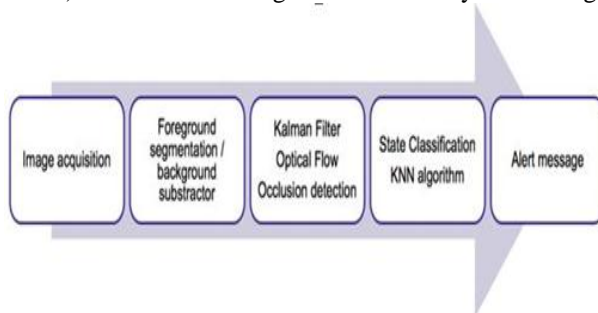 Image acquisition
Foreground
segmentation /
background
substractor
Kalman Filter
Optical Flow
Occlusion detection
State Classification
KNN algorithm
Alert message